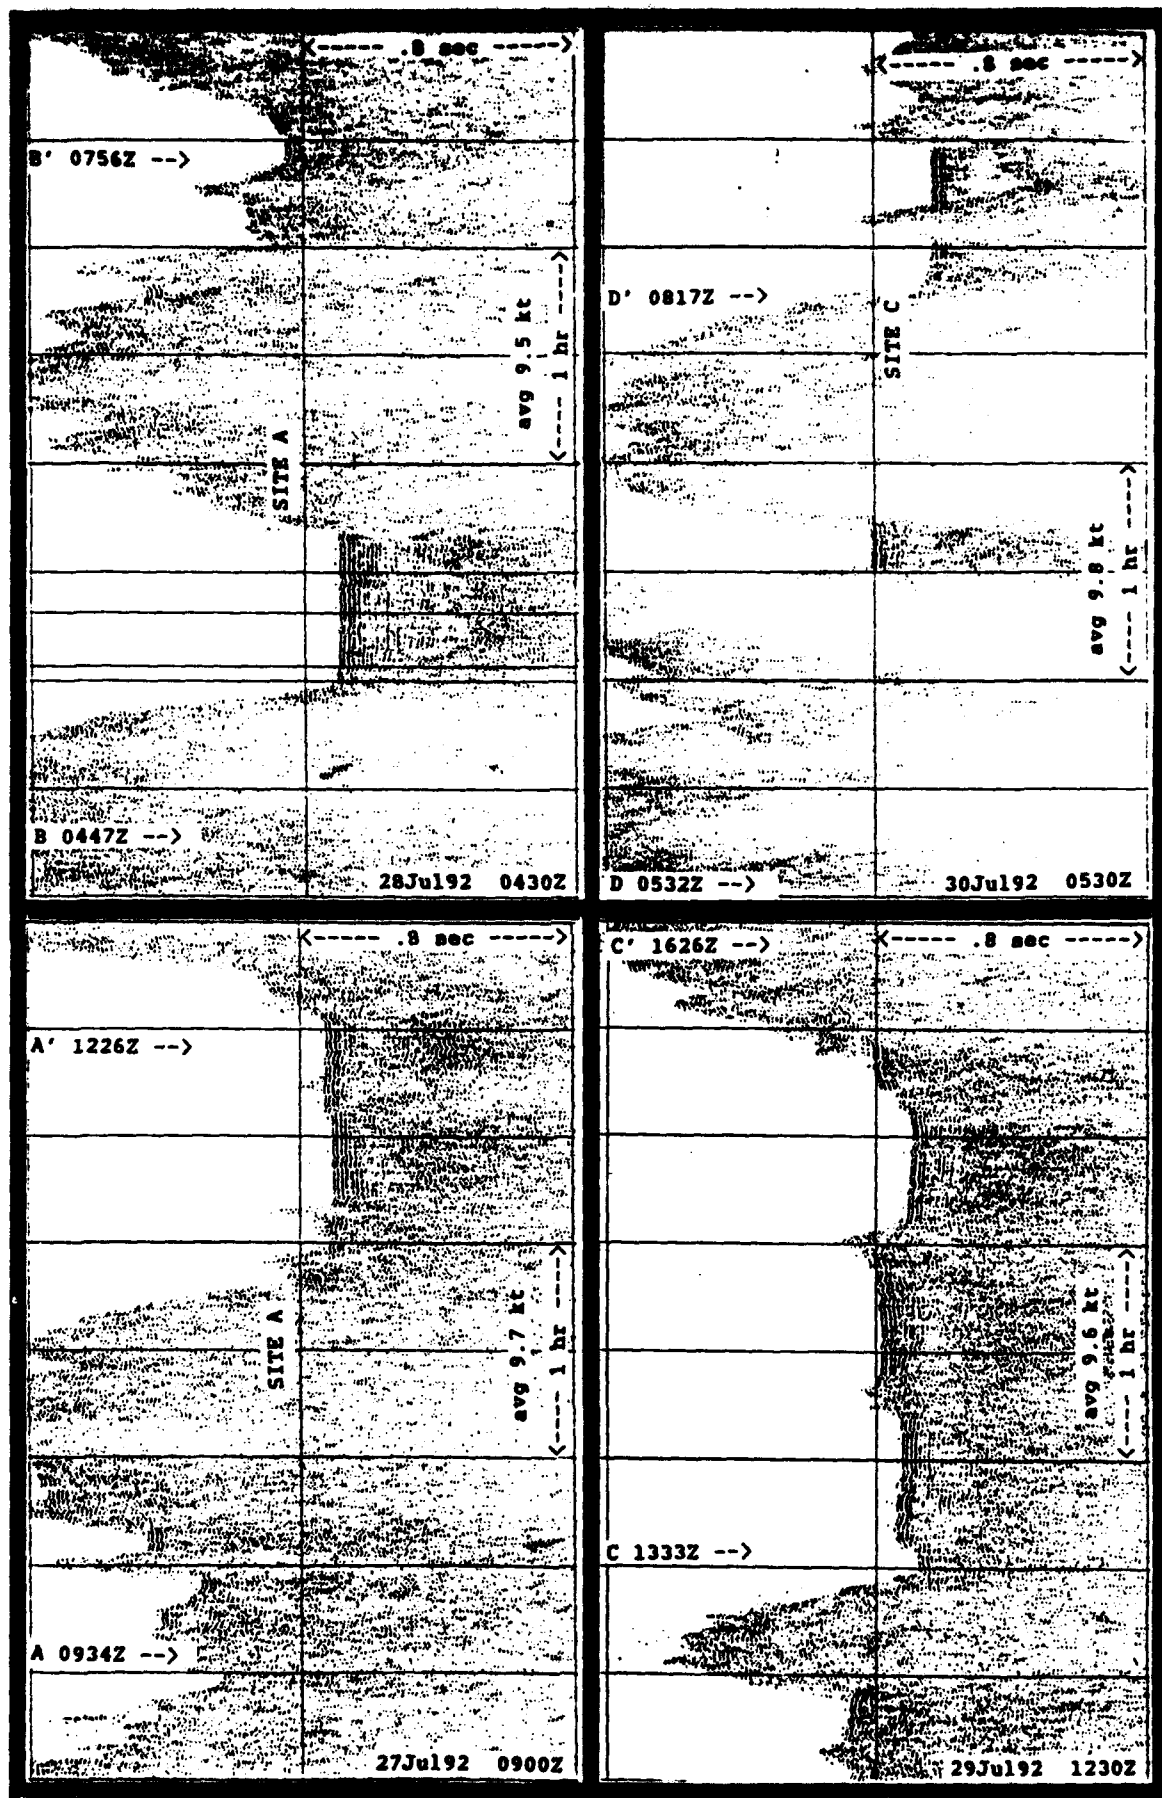 <----- .8 sec ----->
B' 0756Z -->
SITE A
avg 9.5 kt
<---- 1 hr ---->
B 0447Z -->
28Jul92 0430Z
<----- .8 sec ----->
D' 0817Z -->
SITE C
avg 9.8 kt
<---- 1 hr ---->
D 0532Z -->
30Jul92 0530Z
<----- .8 sec ----->
A' 1226Z -->
SITE A
avg 9.7 kt
<---- 1 hr ---->
A 0934Z -->
27Jul92 0900Z
C' 1626Z -->
<----- .8 sec ----->
avg 9.6 kt
<---- 1 hr ---->
C 1333Z -->
29Jul92 1230Z